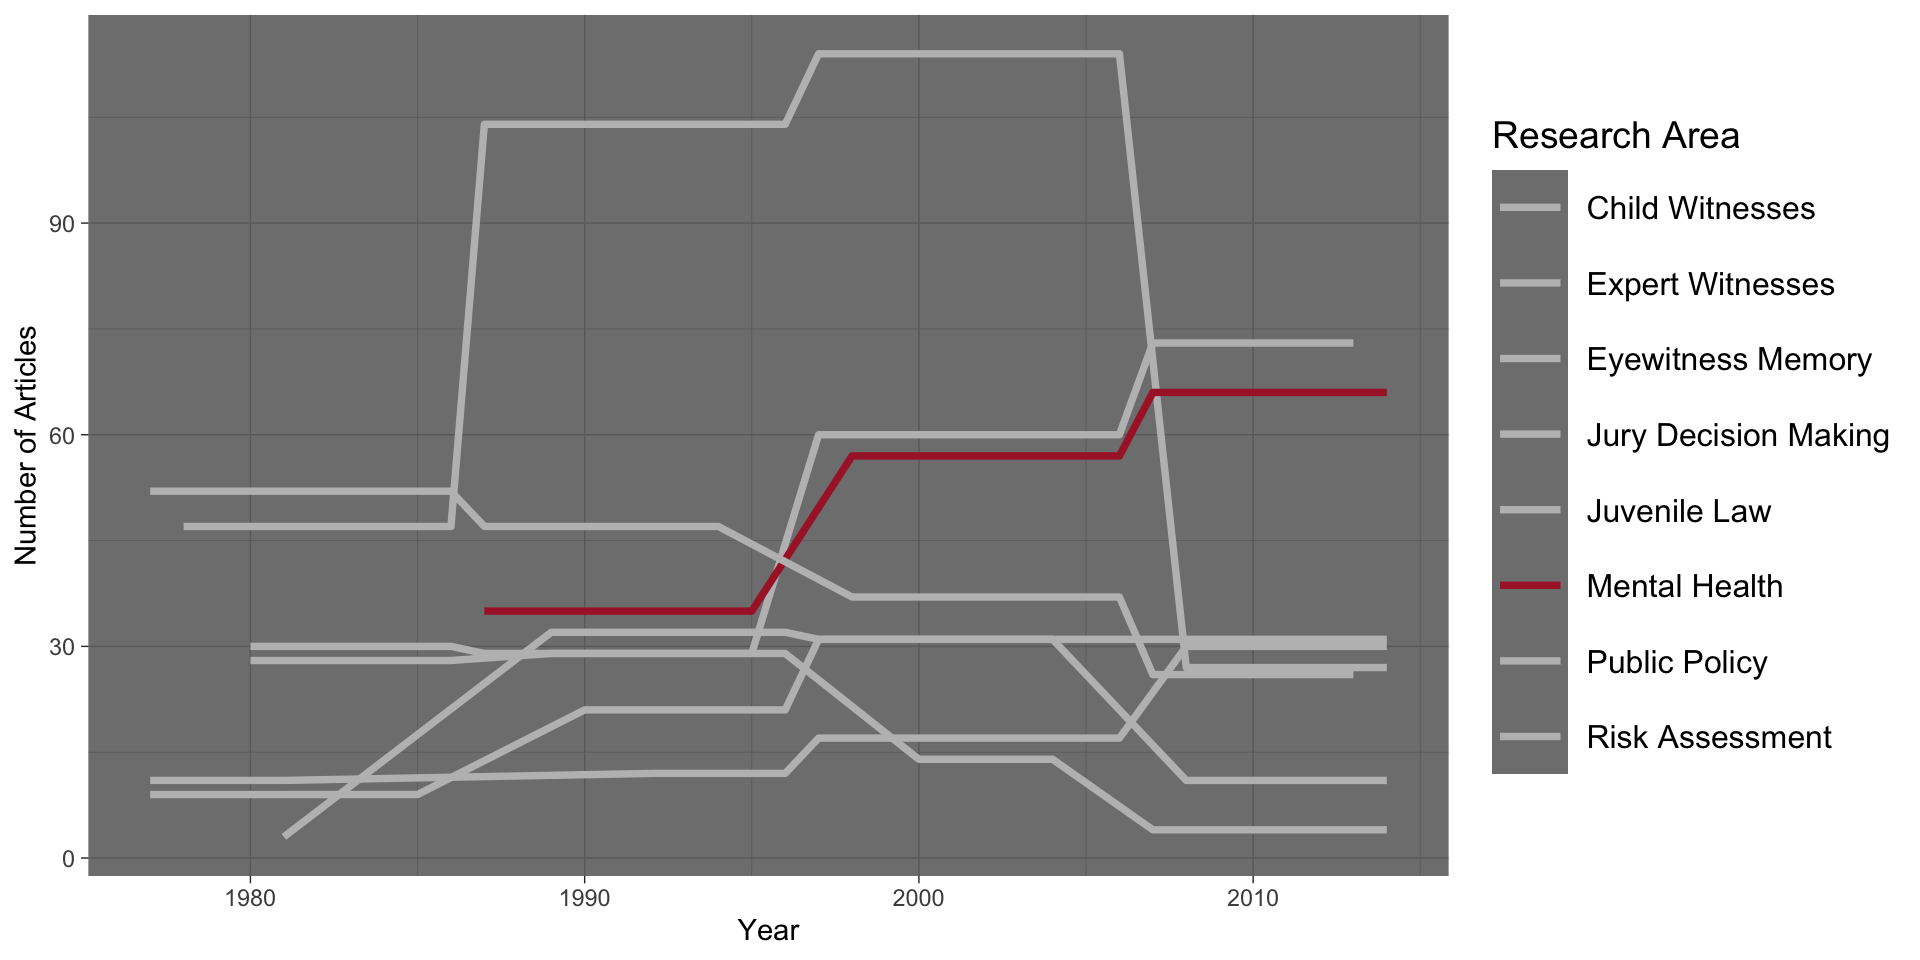 Number of Articles
90
60
30
0
1980
1990
2000
2010
Year
Research Area
Child Witnesses
Expert Witnesses
Eyewitness Memory
Jury Decision Making
Juvenile Law
Mental Health
Public Policy
Risk Assessment